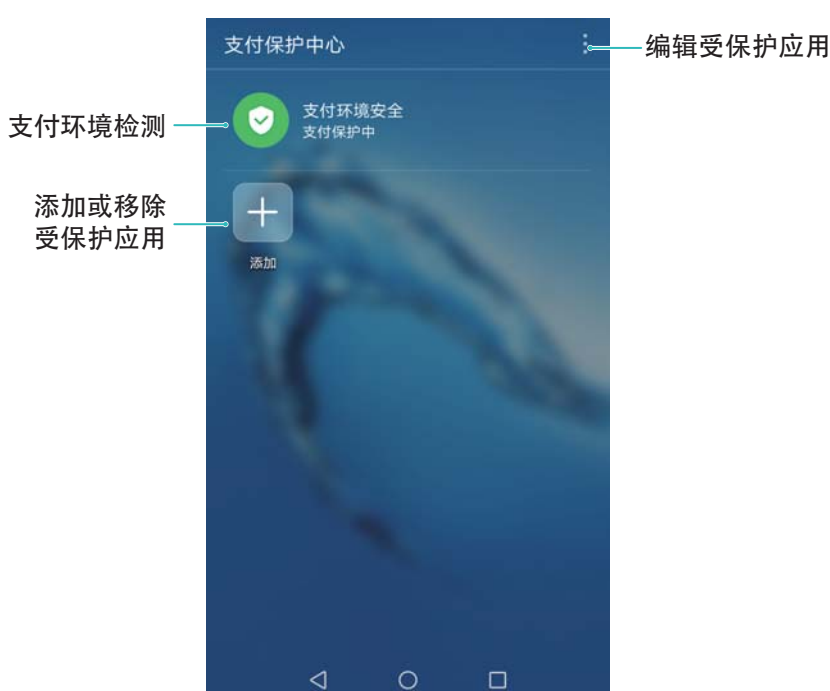 支付保护中心
编辑受保护应用
支付环境检测
支付环境安全
支付保护中
添加或移除
受保护应用
添加